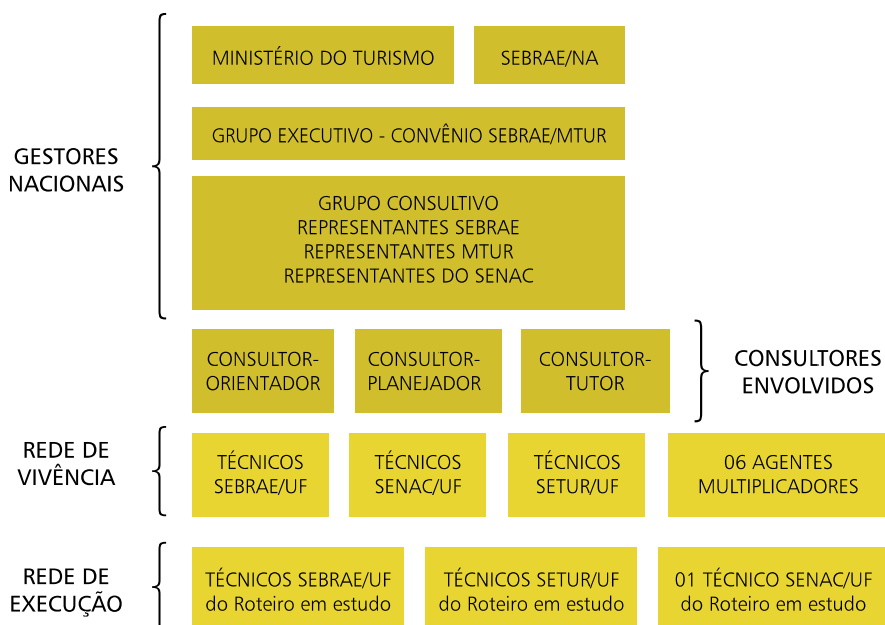 GESTORES
NACIONAIS
MINISTÉRIO DO TURISMO
SEBRAE/NA
GRUPO EXECUTIVO - CONVÊNIO SEBRAE/MTUR
GRUPO CONSULTIVO
REPRESENTANTES SEBRAE
REPRESENTANTES MTUR
REPRESENTANTES DO SENAC
CONSULTOR-
ORIENTADOR
CONSULTOR-
PLANEJADOR
CONSULTOR-
TUTOR
CONSULTORES
ENVOLVIDOS
REDE DE
VIVÊNCIA
TÉCNICOS
SEBRAE/UF
TÉCNICOS
SENAC/UF
TÉCNICOS
SETUR/UF
06 AGENTES
MULTIPLICADORES
REDE DE
EXECUÇÃO
TÉCNICOS SEBRAE/UF
do Roteiro em estudo
TÉCNICOS SETUR/UF
do Roteiro em estudo
01 TÉCNICO SENAC/UF
do Roteiro em estudo